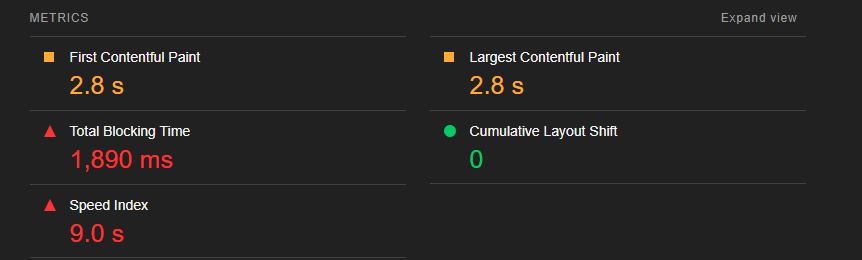 METRICS
Expand view
First Contentful Paint
2.8 s
Largest Contentful Paint
2.8 s
Total Blocking Time
1,890 ms
Cumulative Layout Shift
0
Speed Index
9.0 s